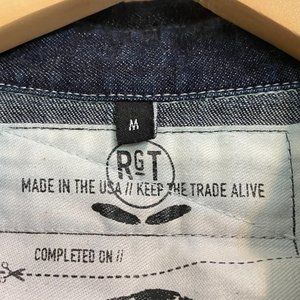 M
RgT
MADE IN THE USA // KEEP THE TRADE ALIVE
COMPLETED ON //